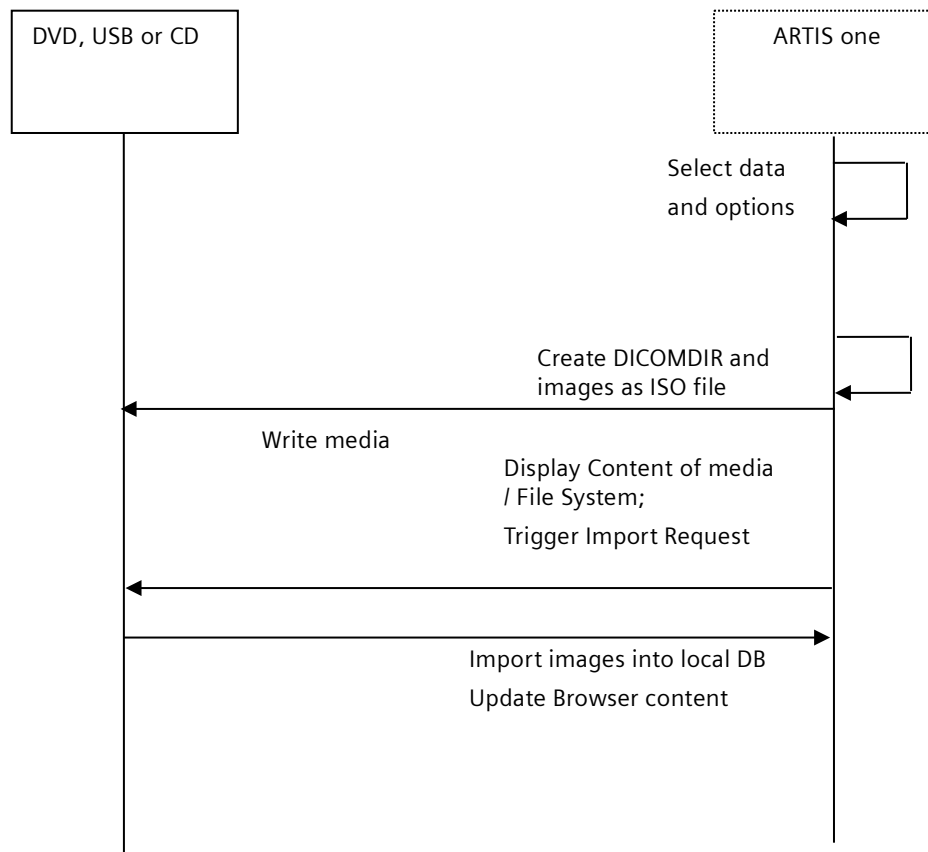 DVD, USB or CD
ARTIS one
Select data
and options
Create DICOMDIR and
images as ISO file
Write media
Display Content of media
/ File System;
Trigger Import Request
Import images into local DB
Update Browser content